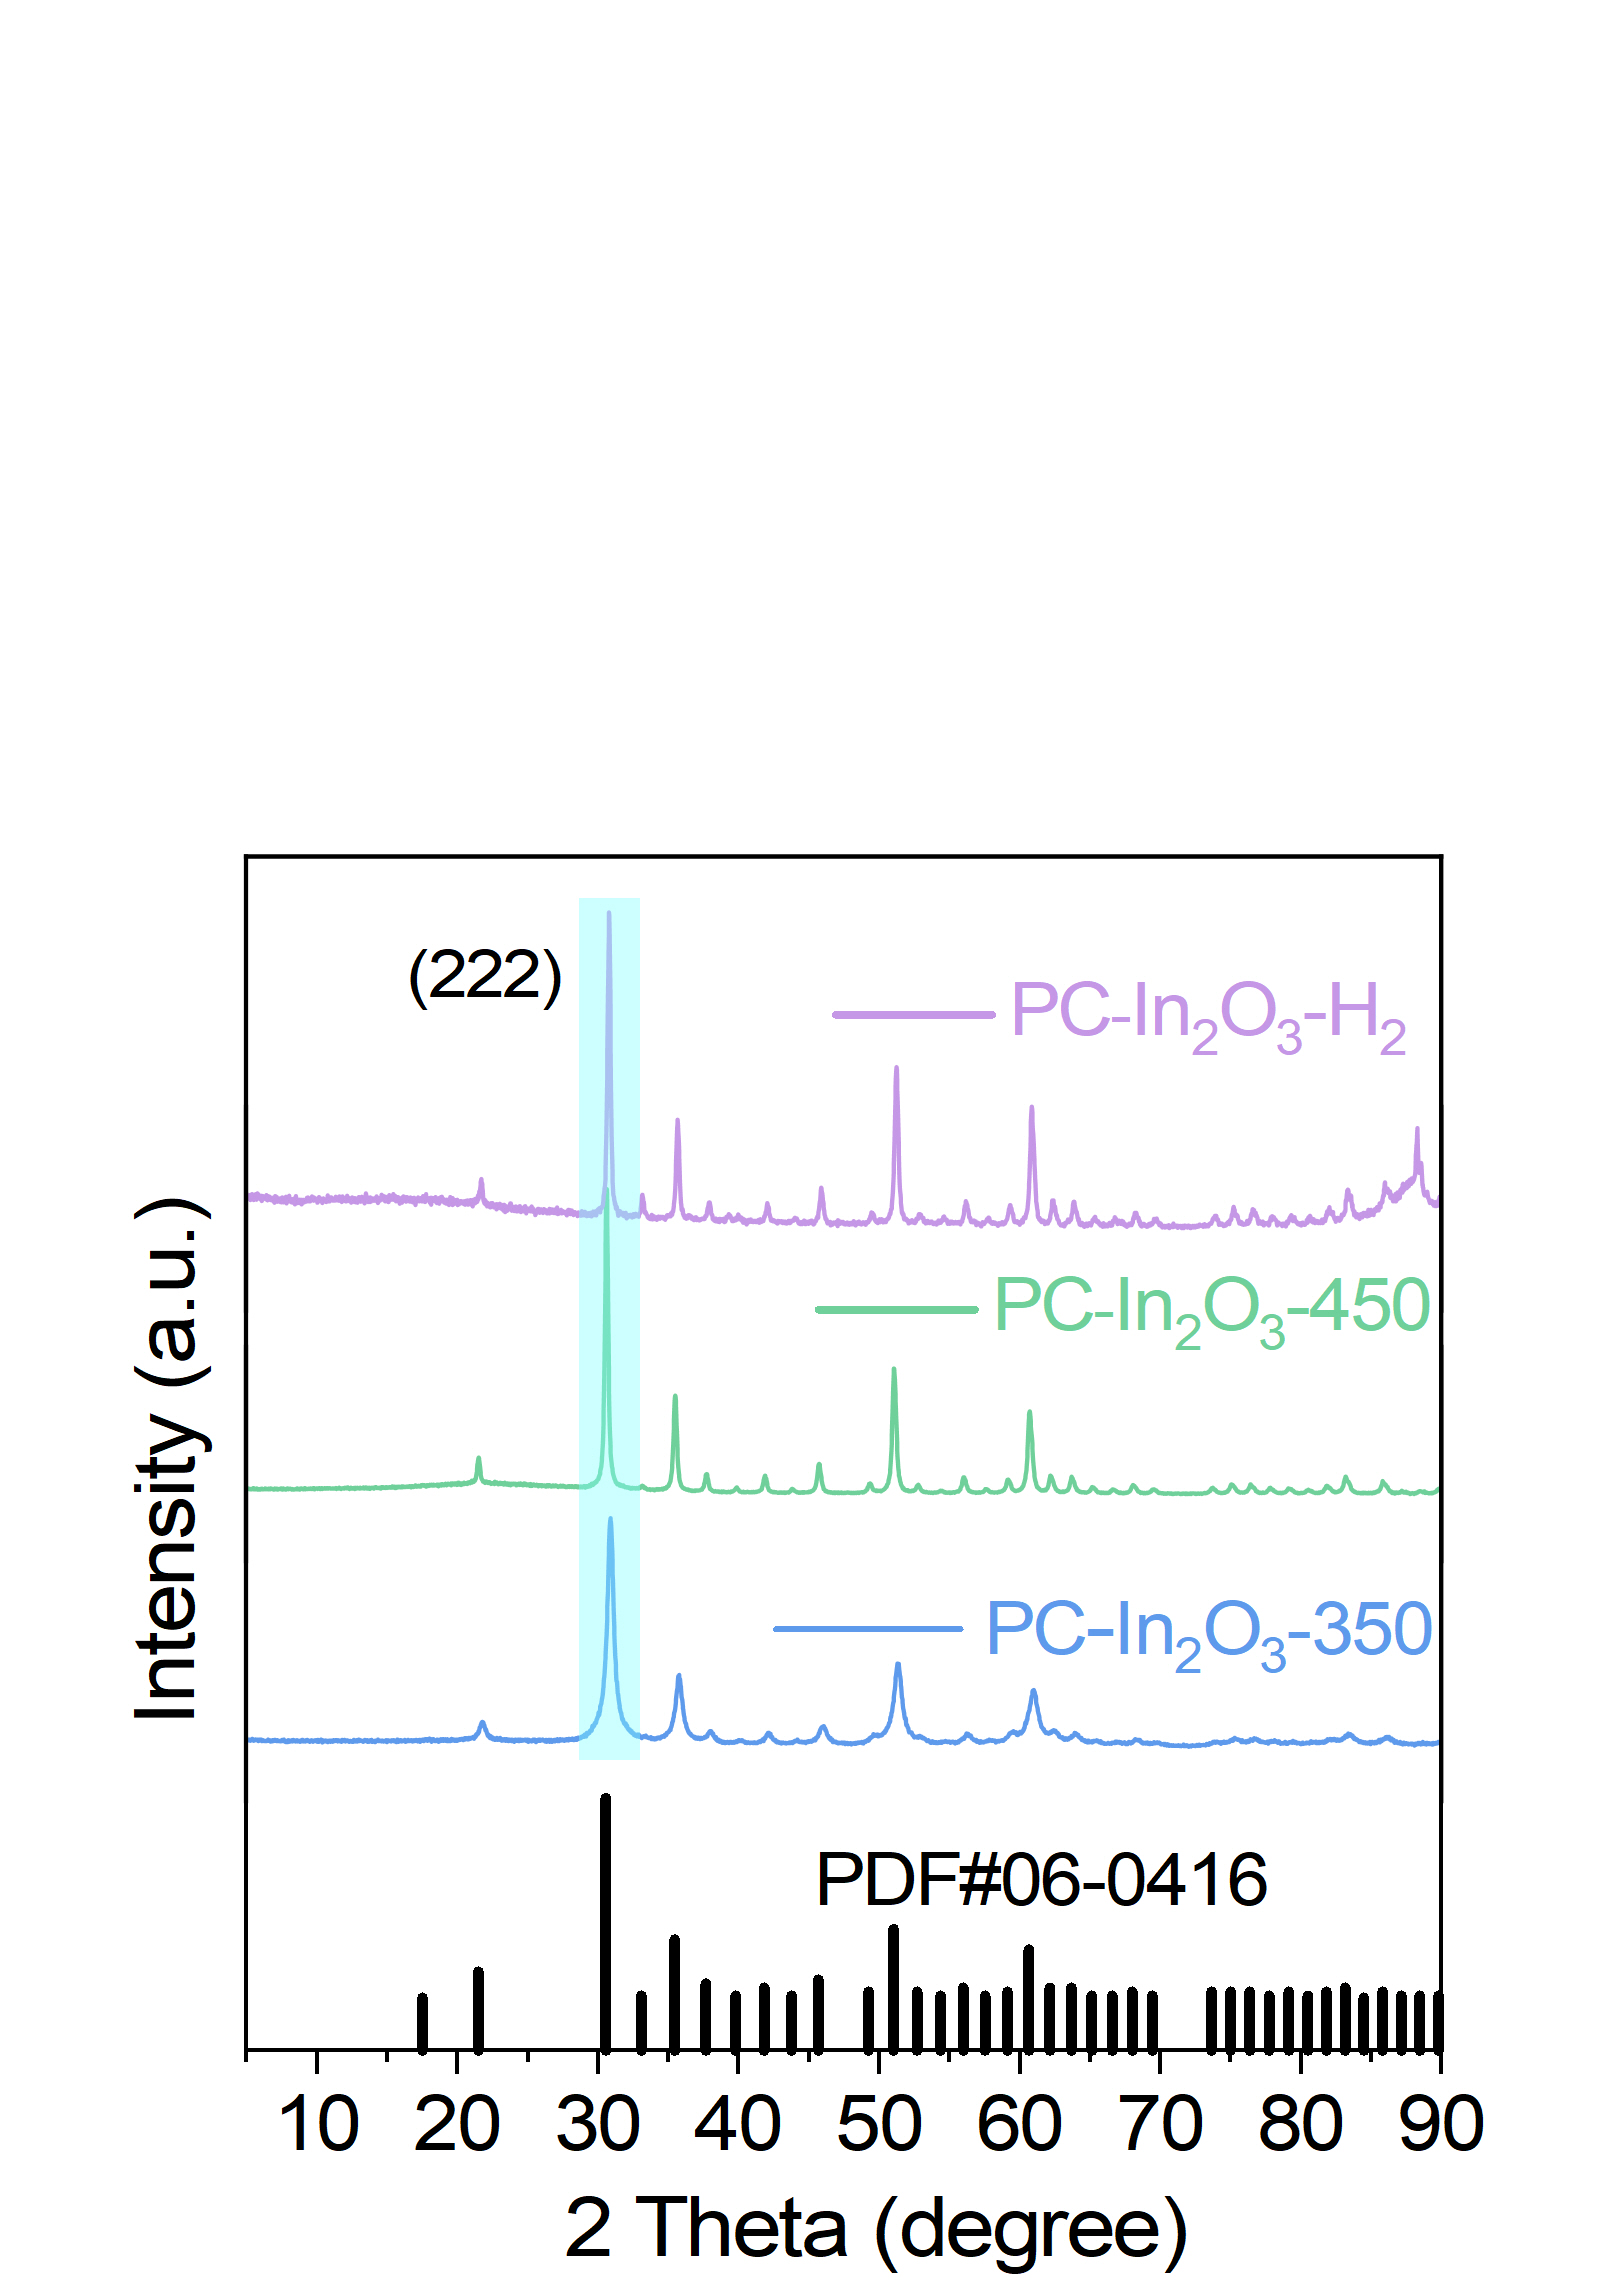 (222)
PC-In₂O₃-H₂
PC-In₂O₃-450
PC-In₂O₃-350
PDF#06-0416
Intensity (a.u.)
10 20 30 40 50 60 70 80 90
2 Theta (degree)